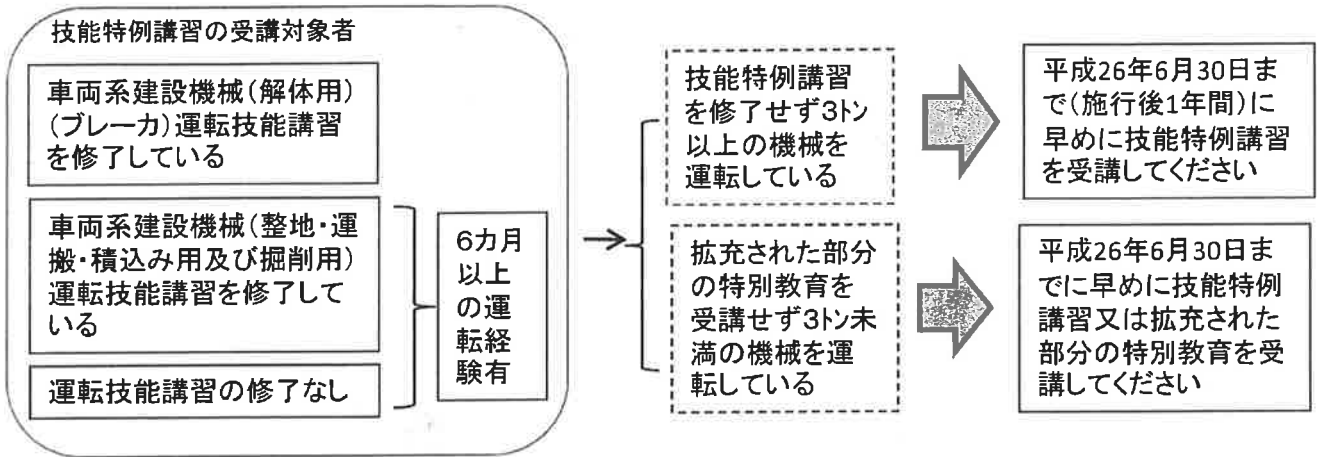 技能特例講習の受講対象者
車両系建設機械(解体用)
(ブレーカ)運転技能講習
を修了している
車両系建設機械(整地・運
搬・積込み用及び掘削用)
運転技能講習を修了して
いる
運転技能講習の修了なし
6カ月
以上
の運
転経
験有
技能特例講習
を修了せず3トン
以上の機械を
運転している
拡充された部分
の特別教育を
受講せず3トン未
満の機械を運
転している
平成26年6月30日ま
で(施行後1年間)に
早めに技能特例講習
を受講してください
平成26年6月30日ま
でに早めに技能特例
講習又は拡充された
部分の特別教育を受
講してください